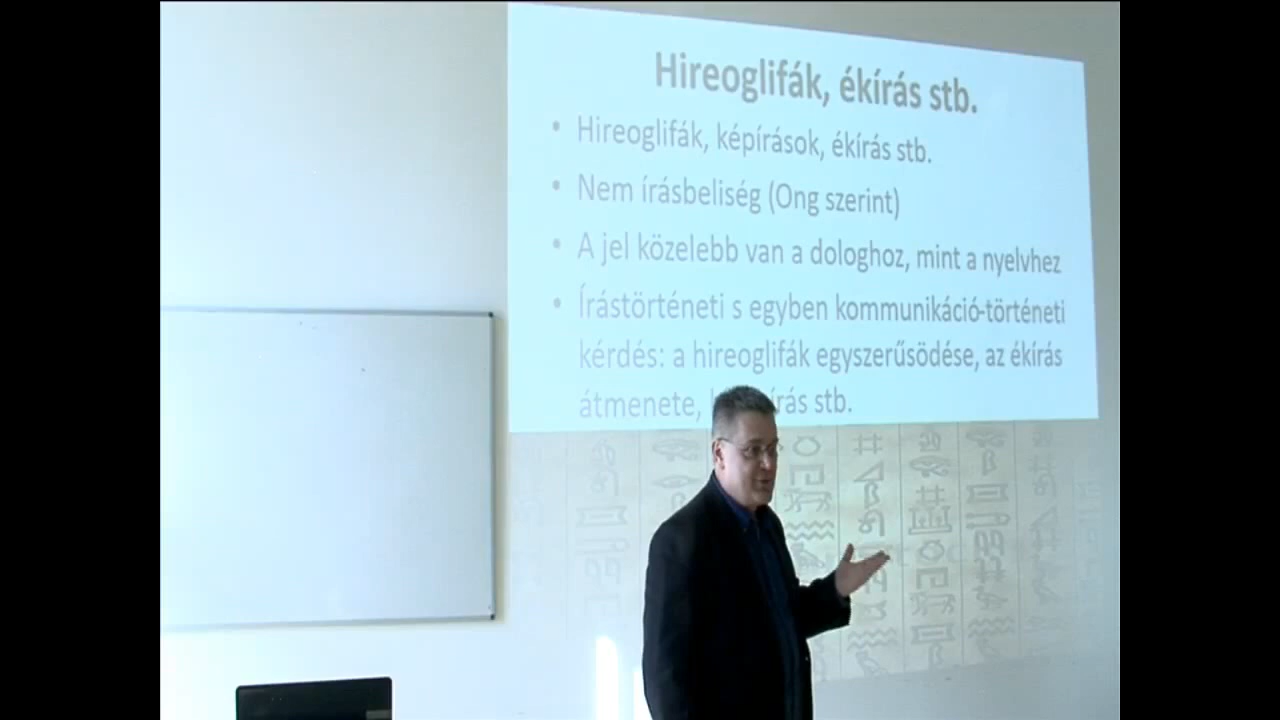 Hireoglifák, ékírás stb.
• Hireoglifák, képírások, ékírás stb.
• Nem írásbeliség (Ong szerint)
• A jel közelebb van a dologhoz, mint a nyelvhez
• Írástörténeti s egyben kommunikáció-történeti
kérdés: a hireoglifák egyszerűsödése, az ékírás
átmenete, stb.